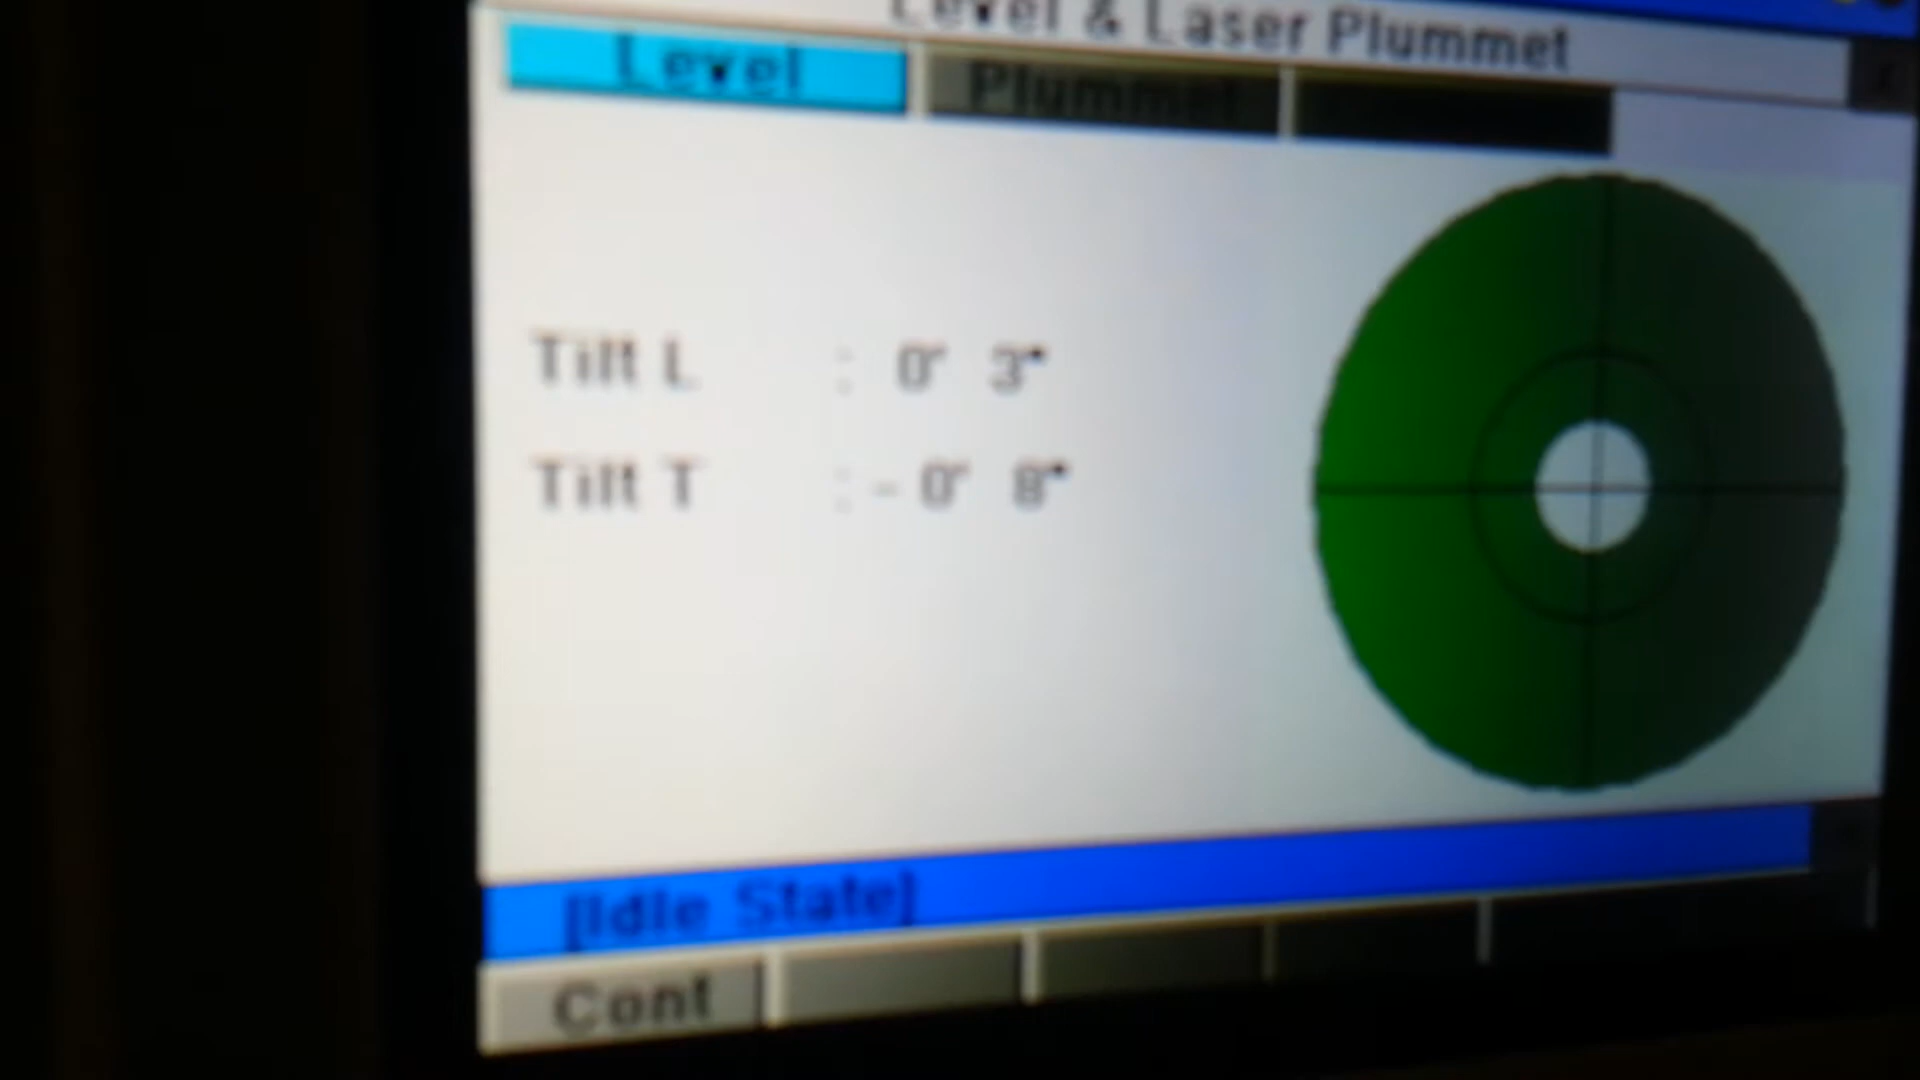 Level & Laser Plummet
Level Plummet
Tilt L : 0' 3"
Tilt T : - 0' 8"
[Idle State]
Cont